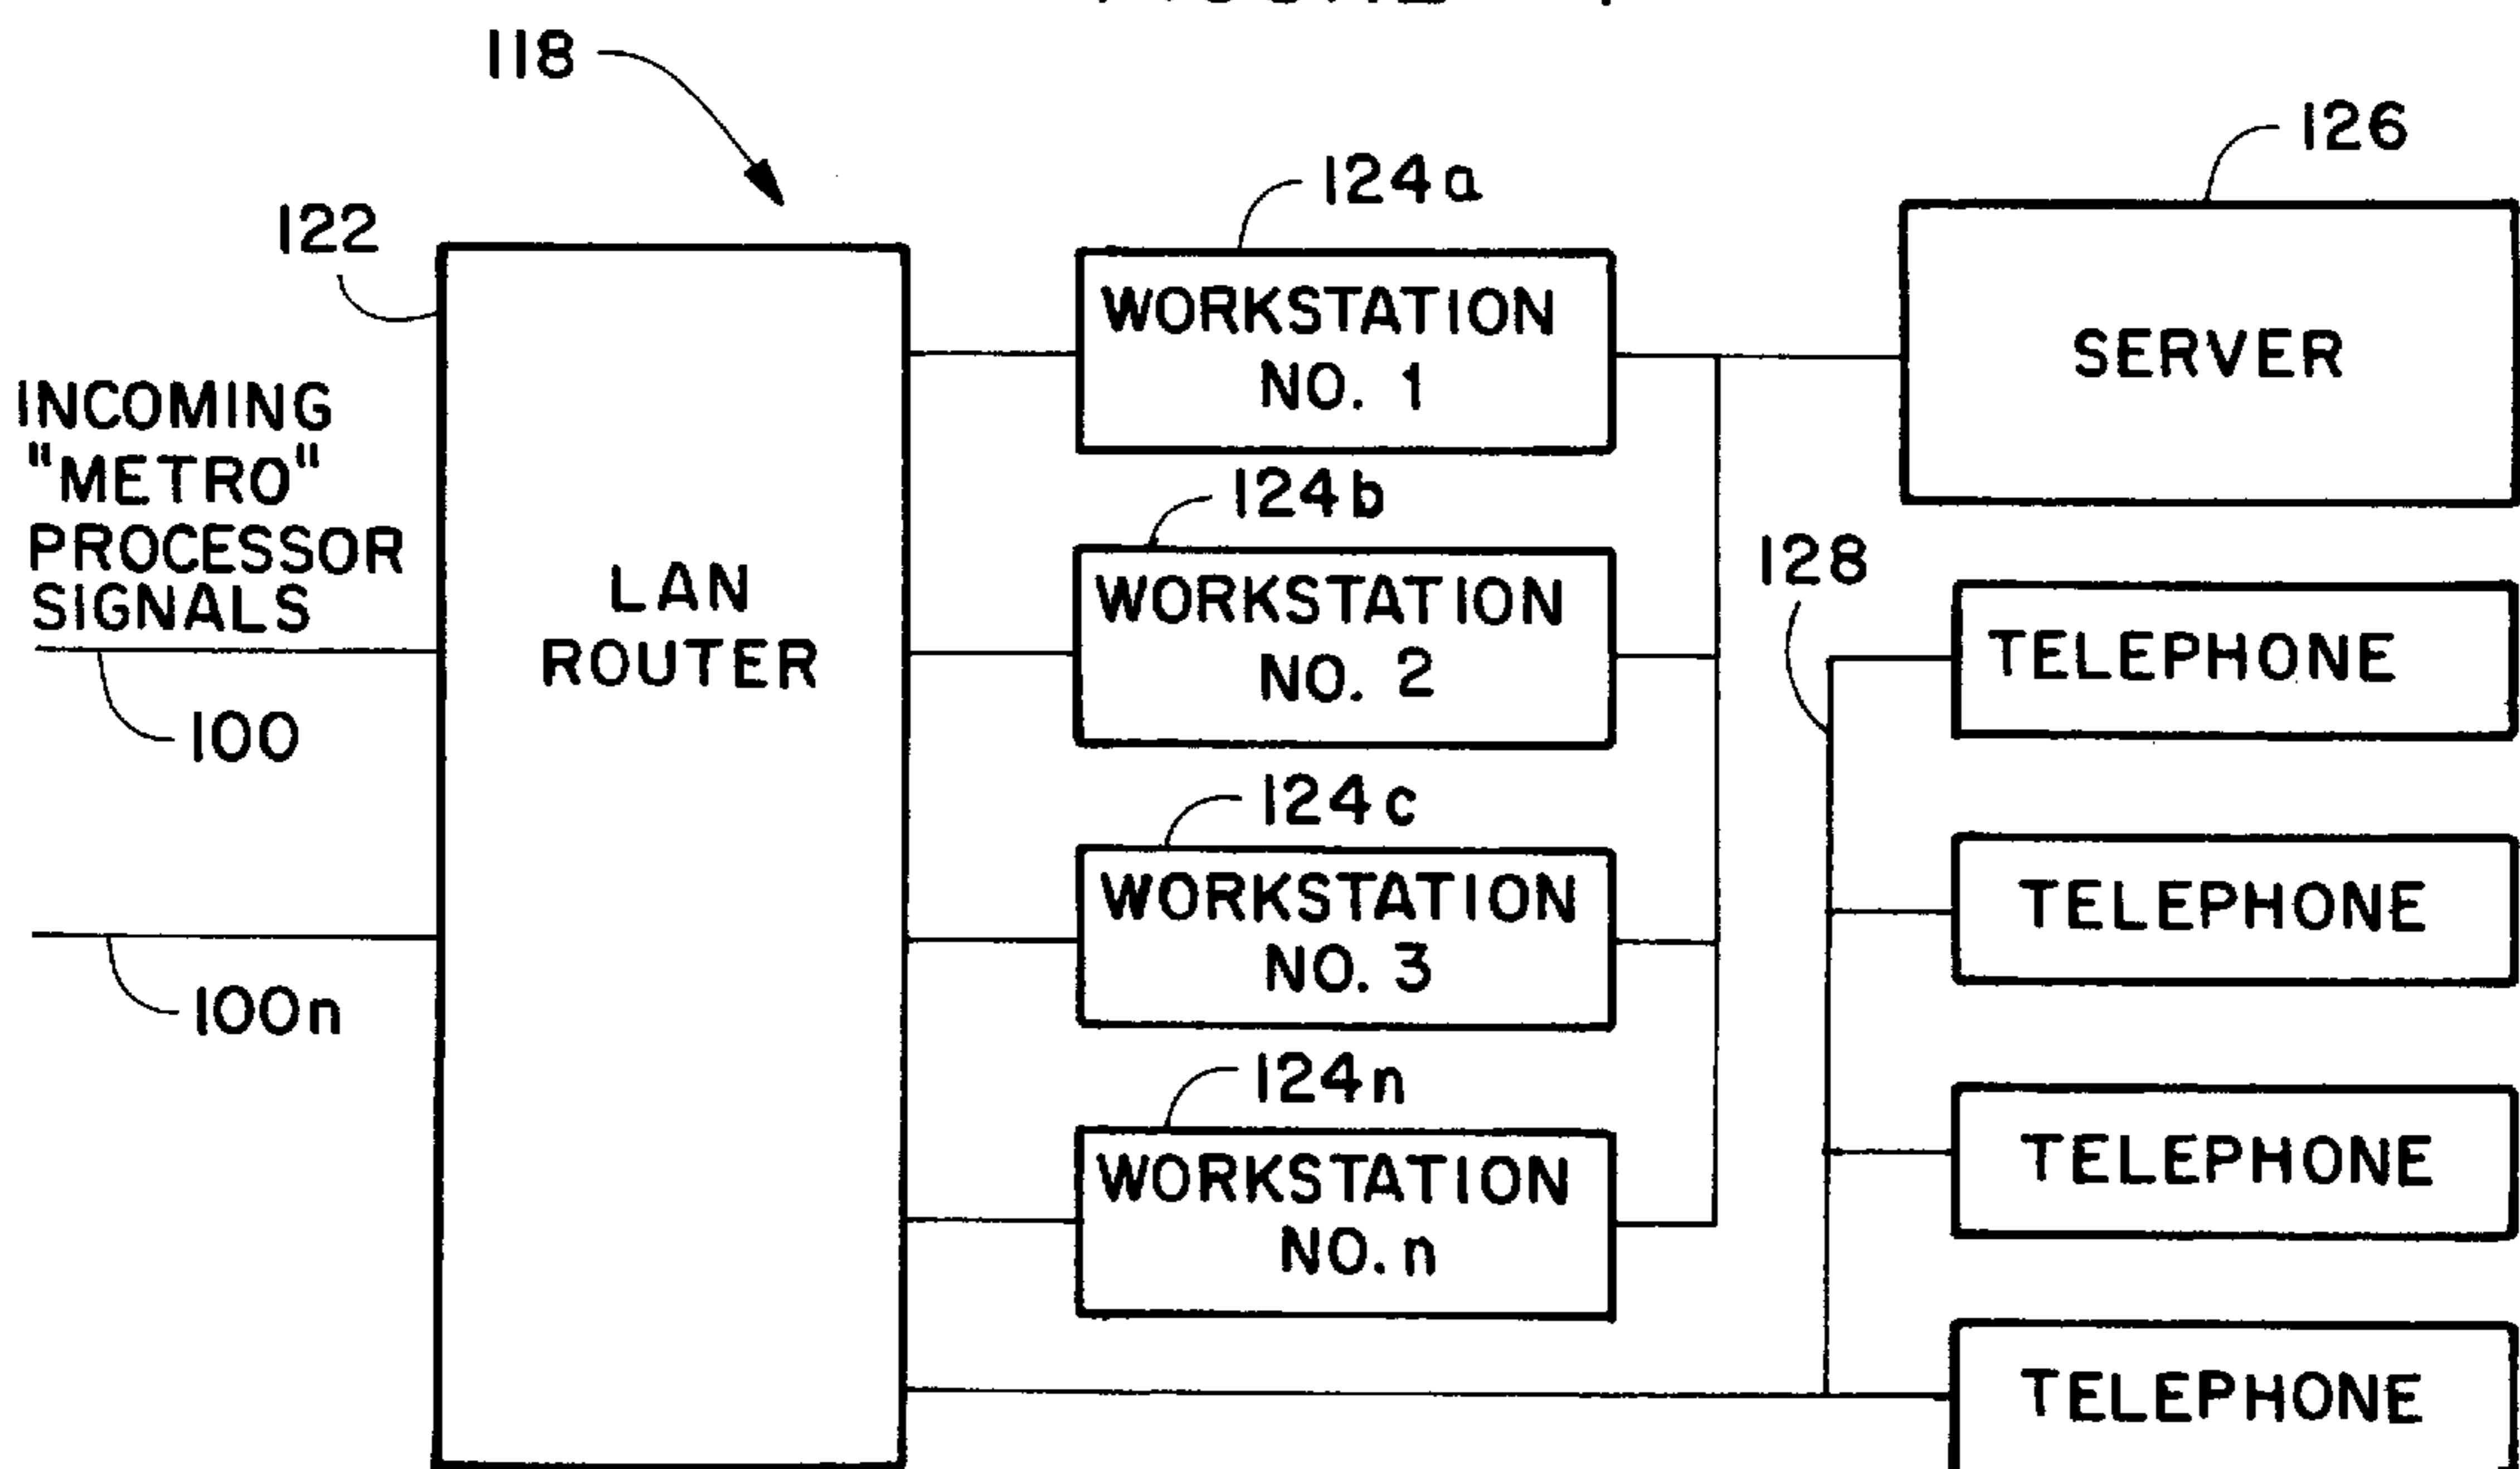 118
126
124a
122
WORKSTATION
NO. 1
SERVER
INCOMING
"METRO"
PROCESSOR
SIGNALS
124b
128
LAN
ROUTER
WORKSTATION
NO. 2
TELEPHONE
100
124c
WORKSTATION
NO. 3
TELEPHONE
100n
124n
WORKSTATION
NO. n
TELEPHONE
TELEPHONE